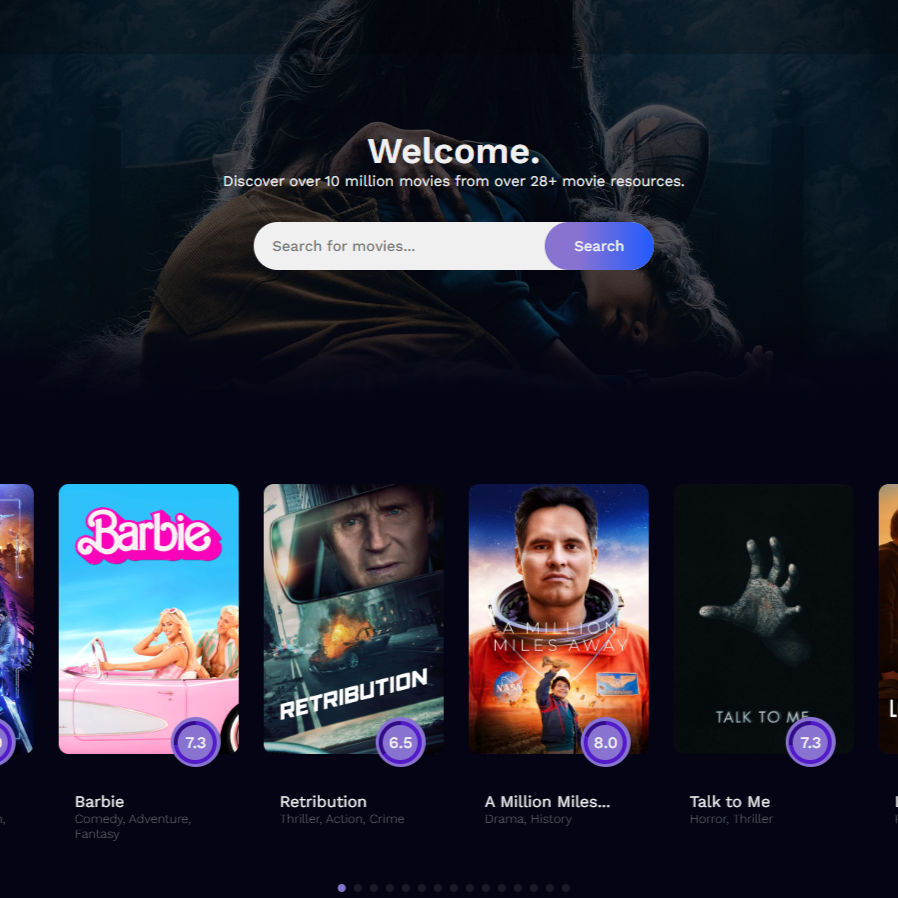 Welcome.
Discover over 10 million movies from over 28+ movie resources.
Search for movies...
Search
Barbie
RETRIBUTION
A MILLION
MILES AWAY
NASA
TALK TO ME
7.3
6.5
8.0
7.3
Barbie
Comedy, Adventure,
Fantasy
Retribution
Thriller, Action, Crime
A Million Miles...
Drama, History
Talk to Me
Horror, Thriller